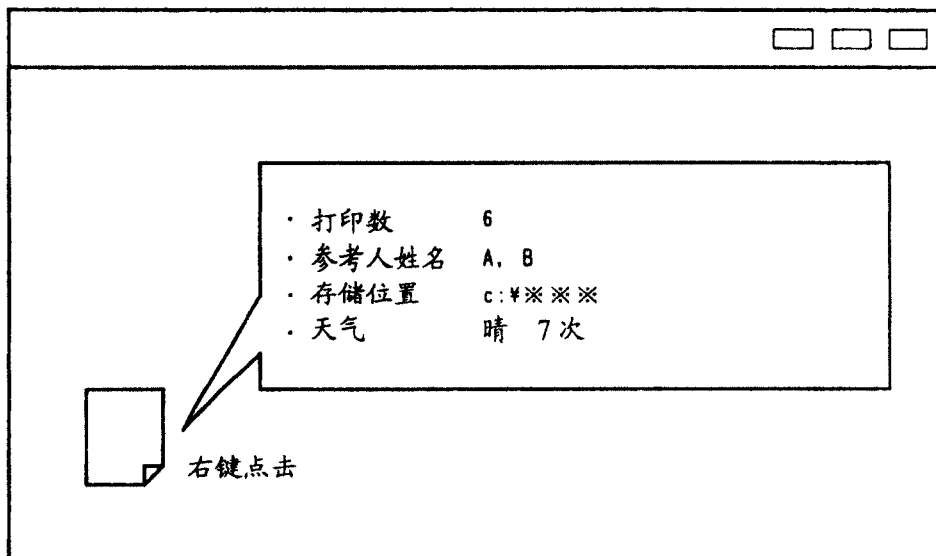 · 打印数 6
· 参考人姓名 A, B
· 存储位置 c:¥※※※
· 天气 晴 7次
右键点击